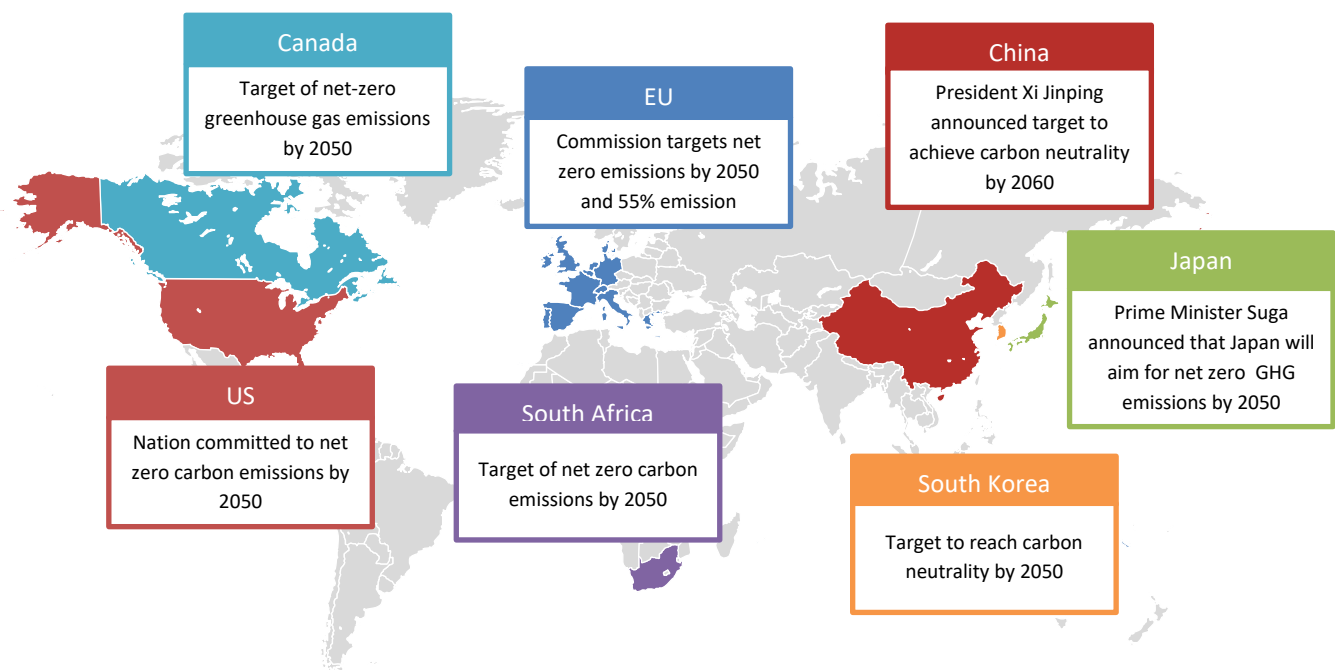 Canada
Target of net-zero
greenhouse gas emissions
by 2050
EU
Commission targets net
zero emissions by 2050
and 55% emission
China
President Xi Jinping
announced target to
achieve carbon neutrality
by 2060
Japan
Prime Minister Suga
announced that Japan will
aim for net zero  GHG
emissions by 2050
US
Nation committed to net
zero carbon emissions by
2050
South Africa
Target of net zero carbon
emissions by 2050
South Korea
Target to reach carbon
neutrality by 2050